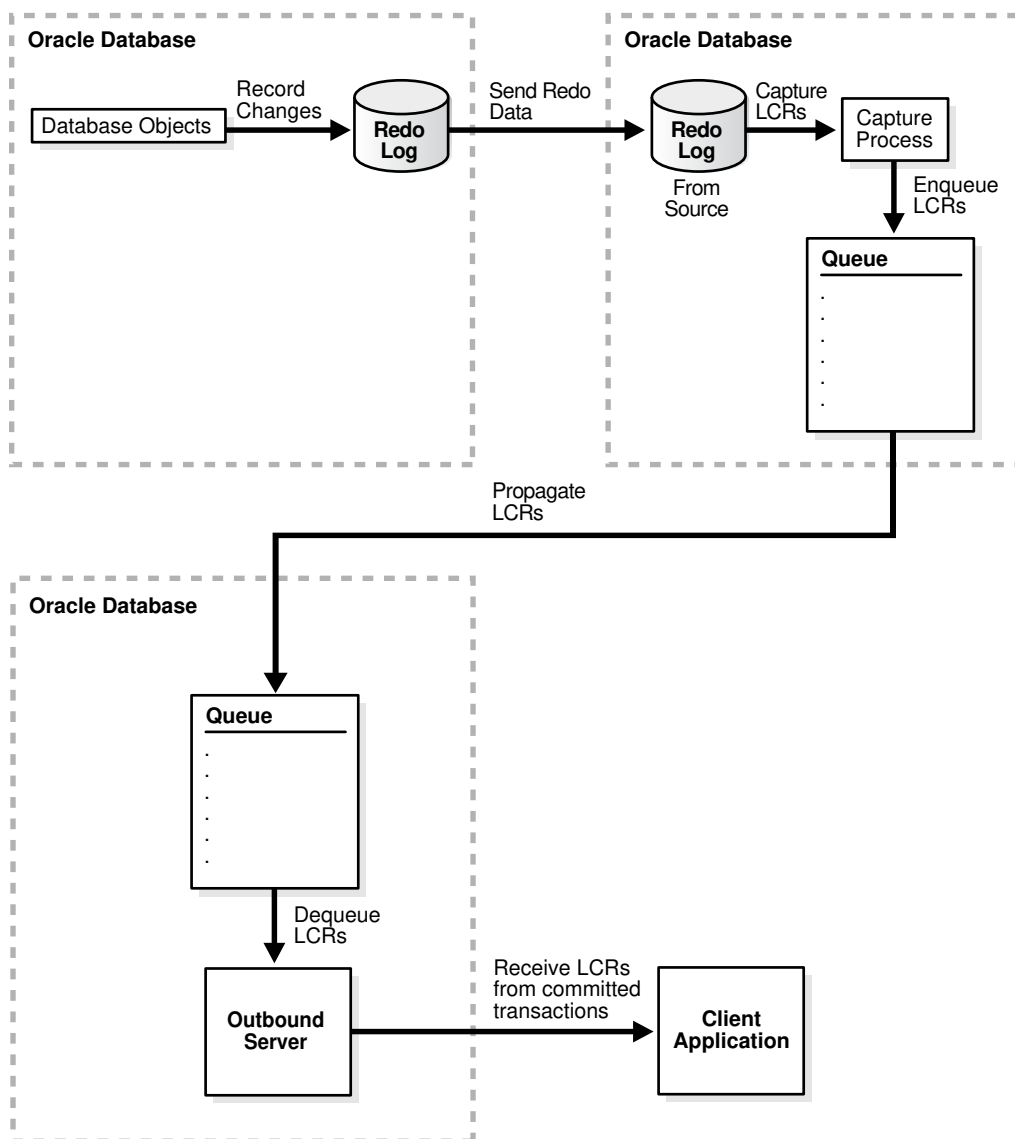 Oracle Database
Database Objects
Record
Changes
Redo
Log
Send Redo
Data
Oracle Database
Redo
Log
From
Source
Capture
LCRs
Capture
Process
Enqueue
LCRs
Queue
.
.
.
.
.
.
Propagate
LCRs
Oracle Database
Queue
.
.
.
.
.
.
Dequeue
LCRs
Outbound
Server
Receive LCRs
from committed
transactions
Client
Application